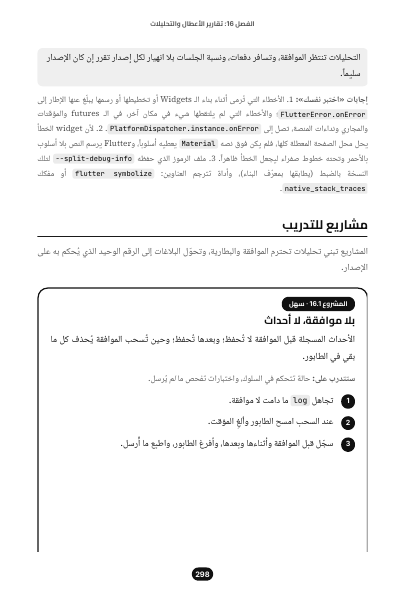 الفصل 16: تقارير الأعطال والتحليلات
التحليلات تنتظر الموافقة، وتسافر دفعات، ونسبة الجلسات بلا انهيار لكل إصدار تقرر إن كان الإصدار
سليماً.
إجابات «اختبر نفسك»: 1. الأخطاء التي تُرمى أثناء بناء الـ Widgets أو تخطيطها أو رسمها يبلّغ عنها الإطار إلى
FlutterError.onError؛ والأخطاء التي لم يلتقطها شيء في مكان آخر، في الـ futures والمؤقتات
والمجاري ونداءات المنصة، تصل إلى PlatformDispatcher.instance.onError. 2. لأن widget الخطأ
يحل محل الصفحة المعطلة كلها، فلم يكن فوق نصه Material يعطيه أسلوباً، وFlutter يرسم النص بلا أسلوب
بالأحمر وتحته خطوط صفراء ليجعل الخطأ ظاهراً. 3. ملف الرموز الذي حفظه --split-debug-info لتلك
النسخة بالضبط (يطابقها بمعرّف البناء)، وأداة تترجم العناوين: flutter symbolize أو مفكك
native_stack_traces.
مشاريع للتدريب
المشاريع تبني تحليلات تحترم الموافقة والبطارية، وتحوّل البلاغات إلى الرقم الوحيد الذي يُحكم به على
الإصدار.
المشروع 16.1 · سهل
بلا موافقة، لا أحداث
الأحداث المسجلة قبل الموافقة لا تُحفظ؛ وبعدها تُحفظ؛ وحين تُسحب الموافقة يُحذف كل ما
بقي في الطابور.
ستتدرب على: حالة تتحكم في السلوك، واختبارات تفحص ما لم يُرسل.
1 تجاهل log ما دامت لا موافقة.
2 عند السحب امسح الطابور وألغِ المؤقت.
3 سجّل قبل الموافقة وأثناءها وبعدها، وأفرغ الطابور، واطبع ما أُرسل.
298